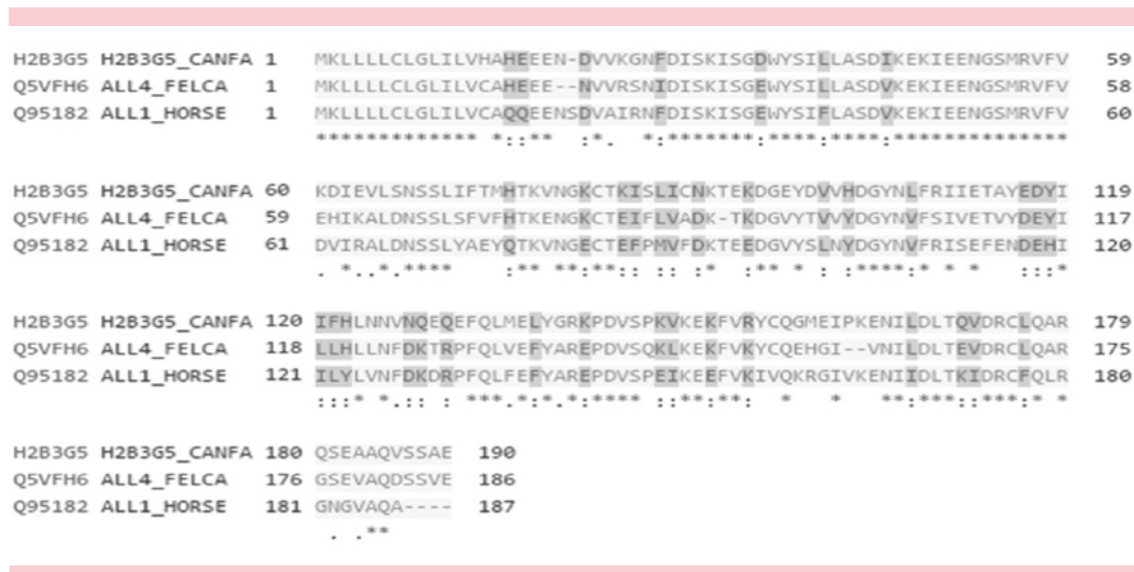 H2B3G5 H2B3G5_CANFA 1 MKLLLLCLGLILVHAHEEEN-DVVKGNFDISKISGDWYSILLASDIKEKIEENGSMRVFV 59
Q5VFH6 ALL4_FELCA 1 MKLLLLCLGLILVCAHEEE--NVVRSNIDISKISGEWYSILLASDVKEKIEENGSMRVFV 58
Q95182 ALL1_HORSE 1 MKLLLLCLGLILVCAQQEENSDVAIRNFDISKISGEWYSIFLASDVKEKIEENGSMRVFV 60
************* *::** :*. *:*******:****:****:**************
H2B3G5 H2B3G5_CANFA 60 KDIEVLSNSSLIFTMHTKVNGKCTKISLICNKTEKDGEYDVVHDGYNLFRIIETAYEDYI 119
Q5VFH6 ALL4_FELCA 59 EHIKALDNSSLSFVFHTKENGKCTEIFLVADK-TKDGVYTVVYDGYNVFSIVETVYDEYI 117
Q95182 ALL1_HORSE 61 DVIRALDNSSLYAEYQTKVNGECTEFPMVFDKTEEDGVYSLNYDGYNVFRISEFENDEHI 120
. *..*.**** :** **:**:: :: :* :** * : :****:* * * :::*
H2B3G5 H2B3G5_CANFA 120 IFHLNNVNQEQEFQLMELYGRKPDVSPKVKEKFVRYCQGMEIPKENILDLTQVDRCLQAR 179
Q5VFH6 ALL4_FELCA 118 LLHLLNFDKTRPFQLVEFYAREPDVSQKLKEKFVKYCQEHGI--VNILDLTEVDRCLQAR 175
Q95182 ALL1_HORSE 121 ILYLVNFDKDRPFQLFEFYAREPDVSPEIKEEFVKIVQKRGIVKENIIDLTKIDRCFQLR 180
:::* *.:: : ***.*:*.*:**** ::**:**: * * **:***::***:* *
H2B3G5 H2B3G5_CANFA 180 QSEAAQVSSAE 190
Q5VFH6 ALL4_FELCA 176 GSEVAQDSSVE 186
Q95182 ALL1_HORSE 181 GNGVAQA---- 187
. .**